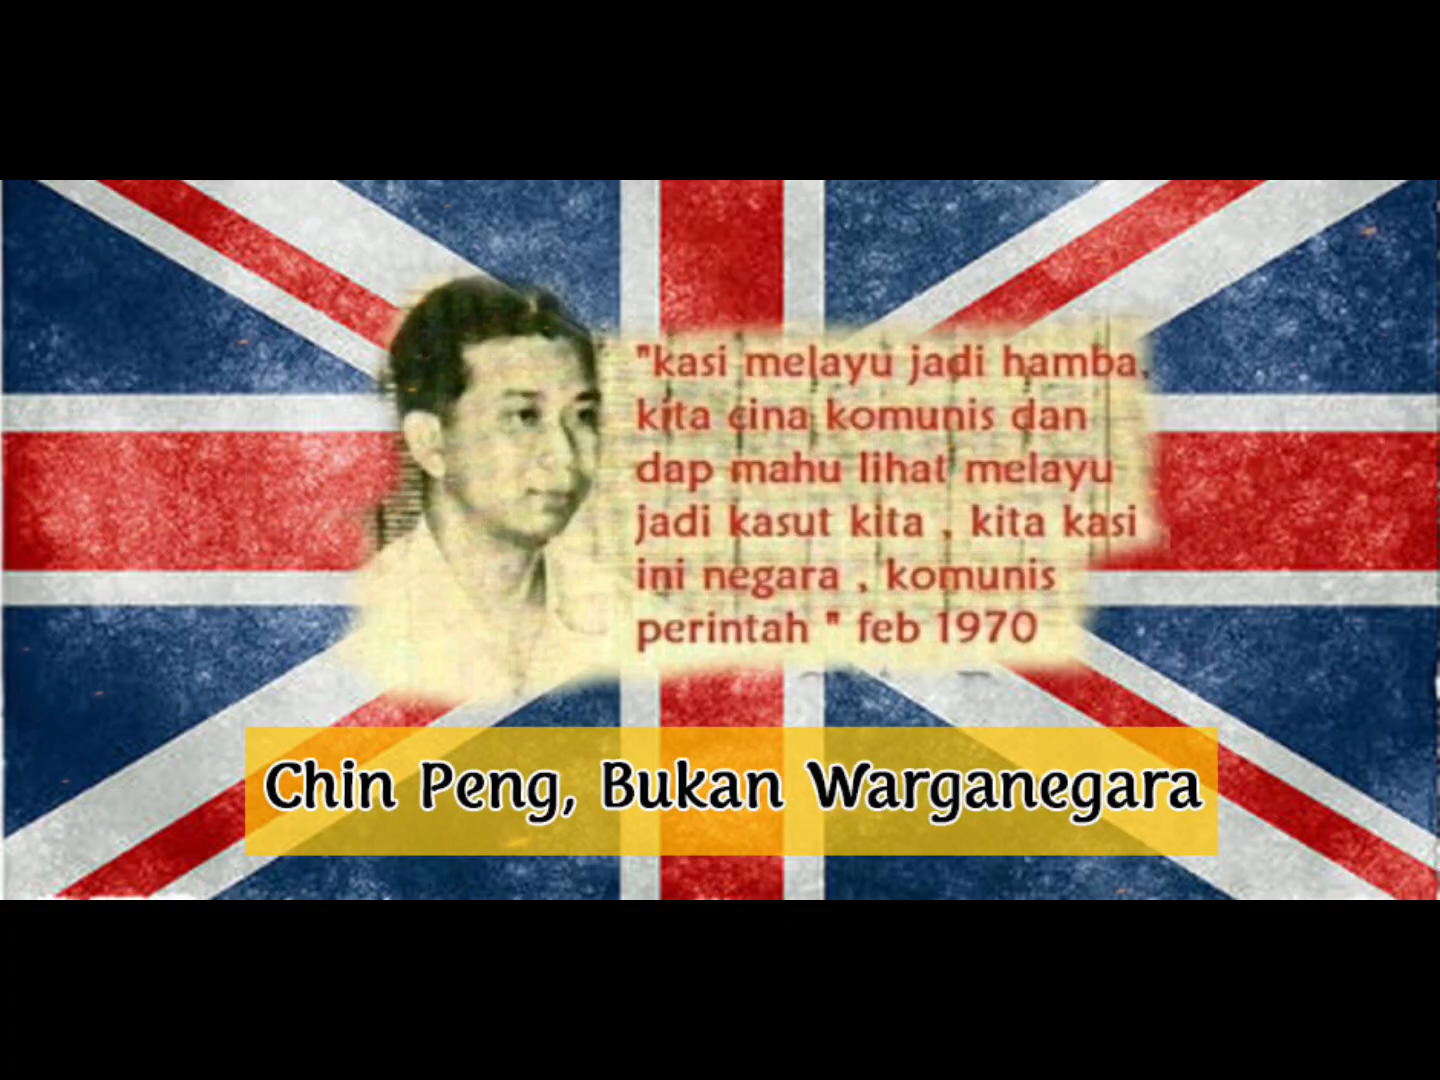 "kasi melayu jadi hamba,
kita cina komunis dan
dap mahu lihat melayu
jadi kasut kita , kita kasi
ini negara , komunis
perintah " feb 1970
Chin Peng, Bukan Warganegara